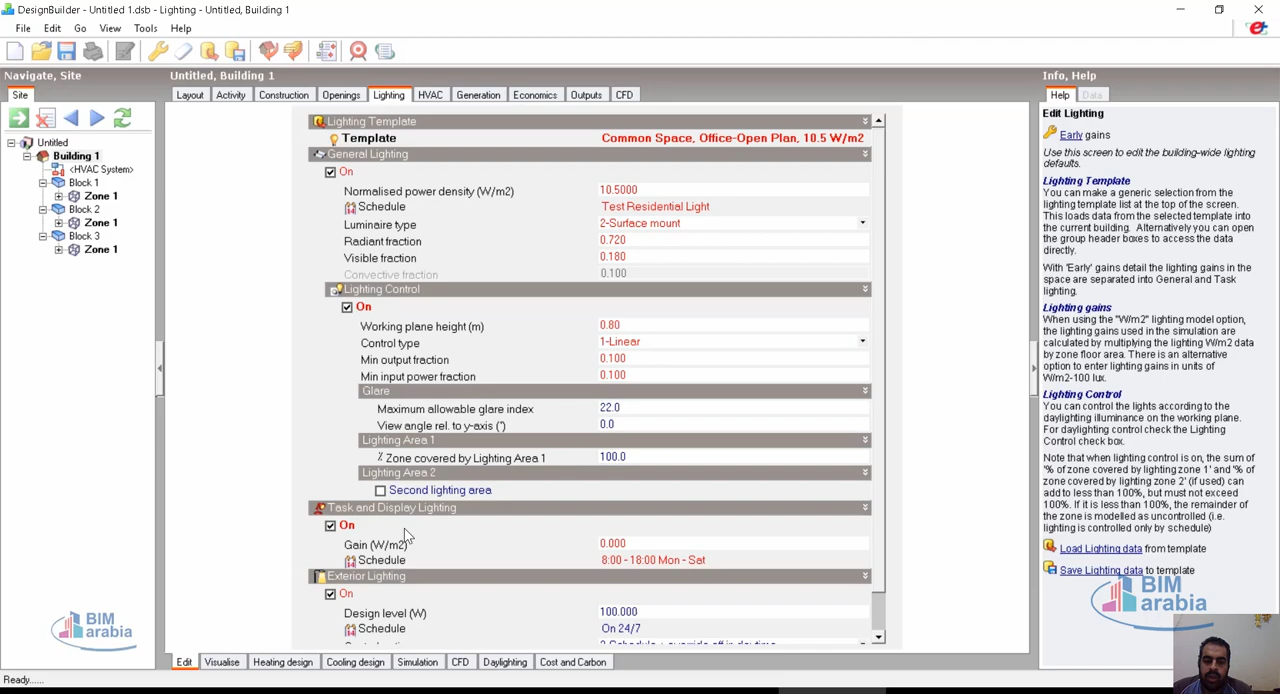 DesignBuilder - Untitled 1.dsb - Lighting - Untitled, Building 1
File Edit Go View Tools Help
Navigate, Site
Site
Untitled
Building 1
<HVAC System>
Block 1
Zone 1
Block 2
Zone 1
Block 3
Zone 1
BIM
arabia
Untitled, Building 1
Layout Activity Construction Openings Lighting HVAC Generation Economics Outputs CFD
Lighting Template
Template Common Space, Office-Open Plan, 10.5 W/m2
General Lighting
On
Normalised power density (W/m2) 10.5000
Schedule Test Residential Light
Luminaire type 2-Surface mount
Radiant fraction 0.720
Visible fraction 0.180
Convective fraction 0.100
Lighting Control
On
Working plane height (m) 0.80
Control type 1-Linear
Min output fraction 0.100
Min input power fraction 0.100
Glare
Maximum allowable glare index 22.0
View angle rel. to y-axis (°) 0.0
Lighting Area 1
% Zone covered by Lighting Area 1 100.0
Lighting Area 2
Second lighting area
Task and Display Lighting
On
Gain (W/m2) 0.000
Schedule 8:00 - 18:00 Mon - Sat
Exterior Lighting
On
Design level (W) 100.000
Schedule On 24/7
Edit Visualise Heating design Cooling design Simulation CFD Daylighting Cost and Carbon
Info, Help
Help Data
Edit Lighting
Early gains
Use this screen to edit the building-wide lighting
defaults.
Lighting Template
You can make a generic selection from the
lighting template list at the top of the screen.
This loads data from the selected template into
the current building. Alternatively you can open
the group header boxes to access the data
directly.
With 'Early' gains detail the lighting gains in the
space are separated into General and Task
lighting.
Lighting gains
When using the "W/m2" lighting model option,
the lighting gains used in the simulation are
calculated by multiplying the lighting W/m2 data
by zone floor area. There is an alternative
option to enter lighting gains in units of
W/m2-100 lux.
Lighting Control
You can control the lights according to the
daylighting illuminance on the working plane.
For daylighting control check the Lighting
Control check box.
Note that when lighting control is on, the sum of
'% of zone covered by lighting zone 1' and '% of
zone covered by lighting zone 2' (if used) can
add to less than 100%, but must not exceed
100%. If it is less than 100%, the remainder of
the zone is modelled as uncontrolled (i.e.
lighting is controlled only by schedule)
Load Lighting data from template
Save Lighting data to template
BIM
arabia
Ready......